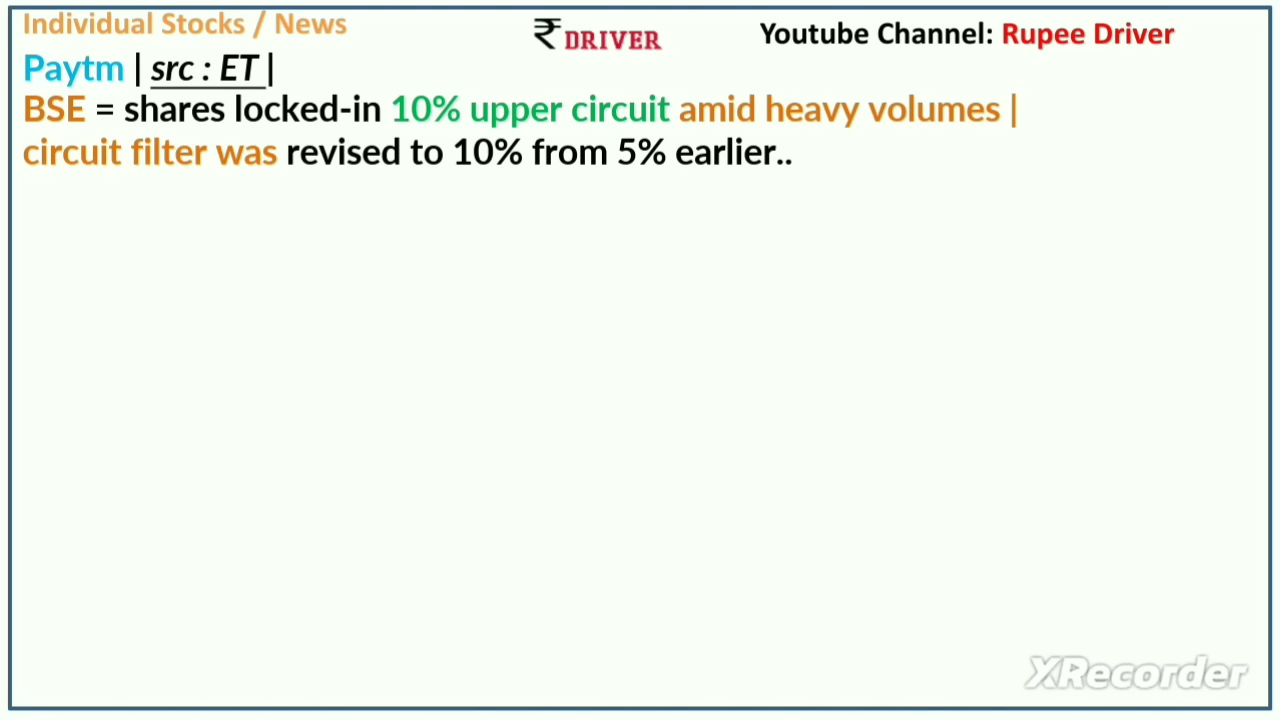 Individual Stocks / News
₹ DRIVER
Youtube Channel: Rupee Driver
Paytm | src : ET |
BSE = shares locked-in 10% upper circuit amid heavy volumes |
circuit filter was revised to 10% from 5% earlier..
XRecorder